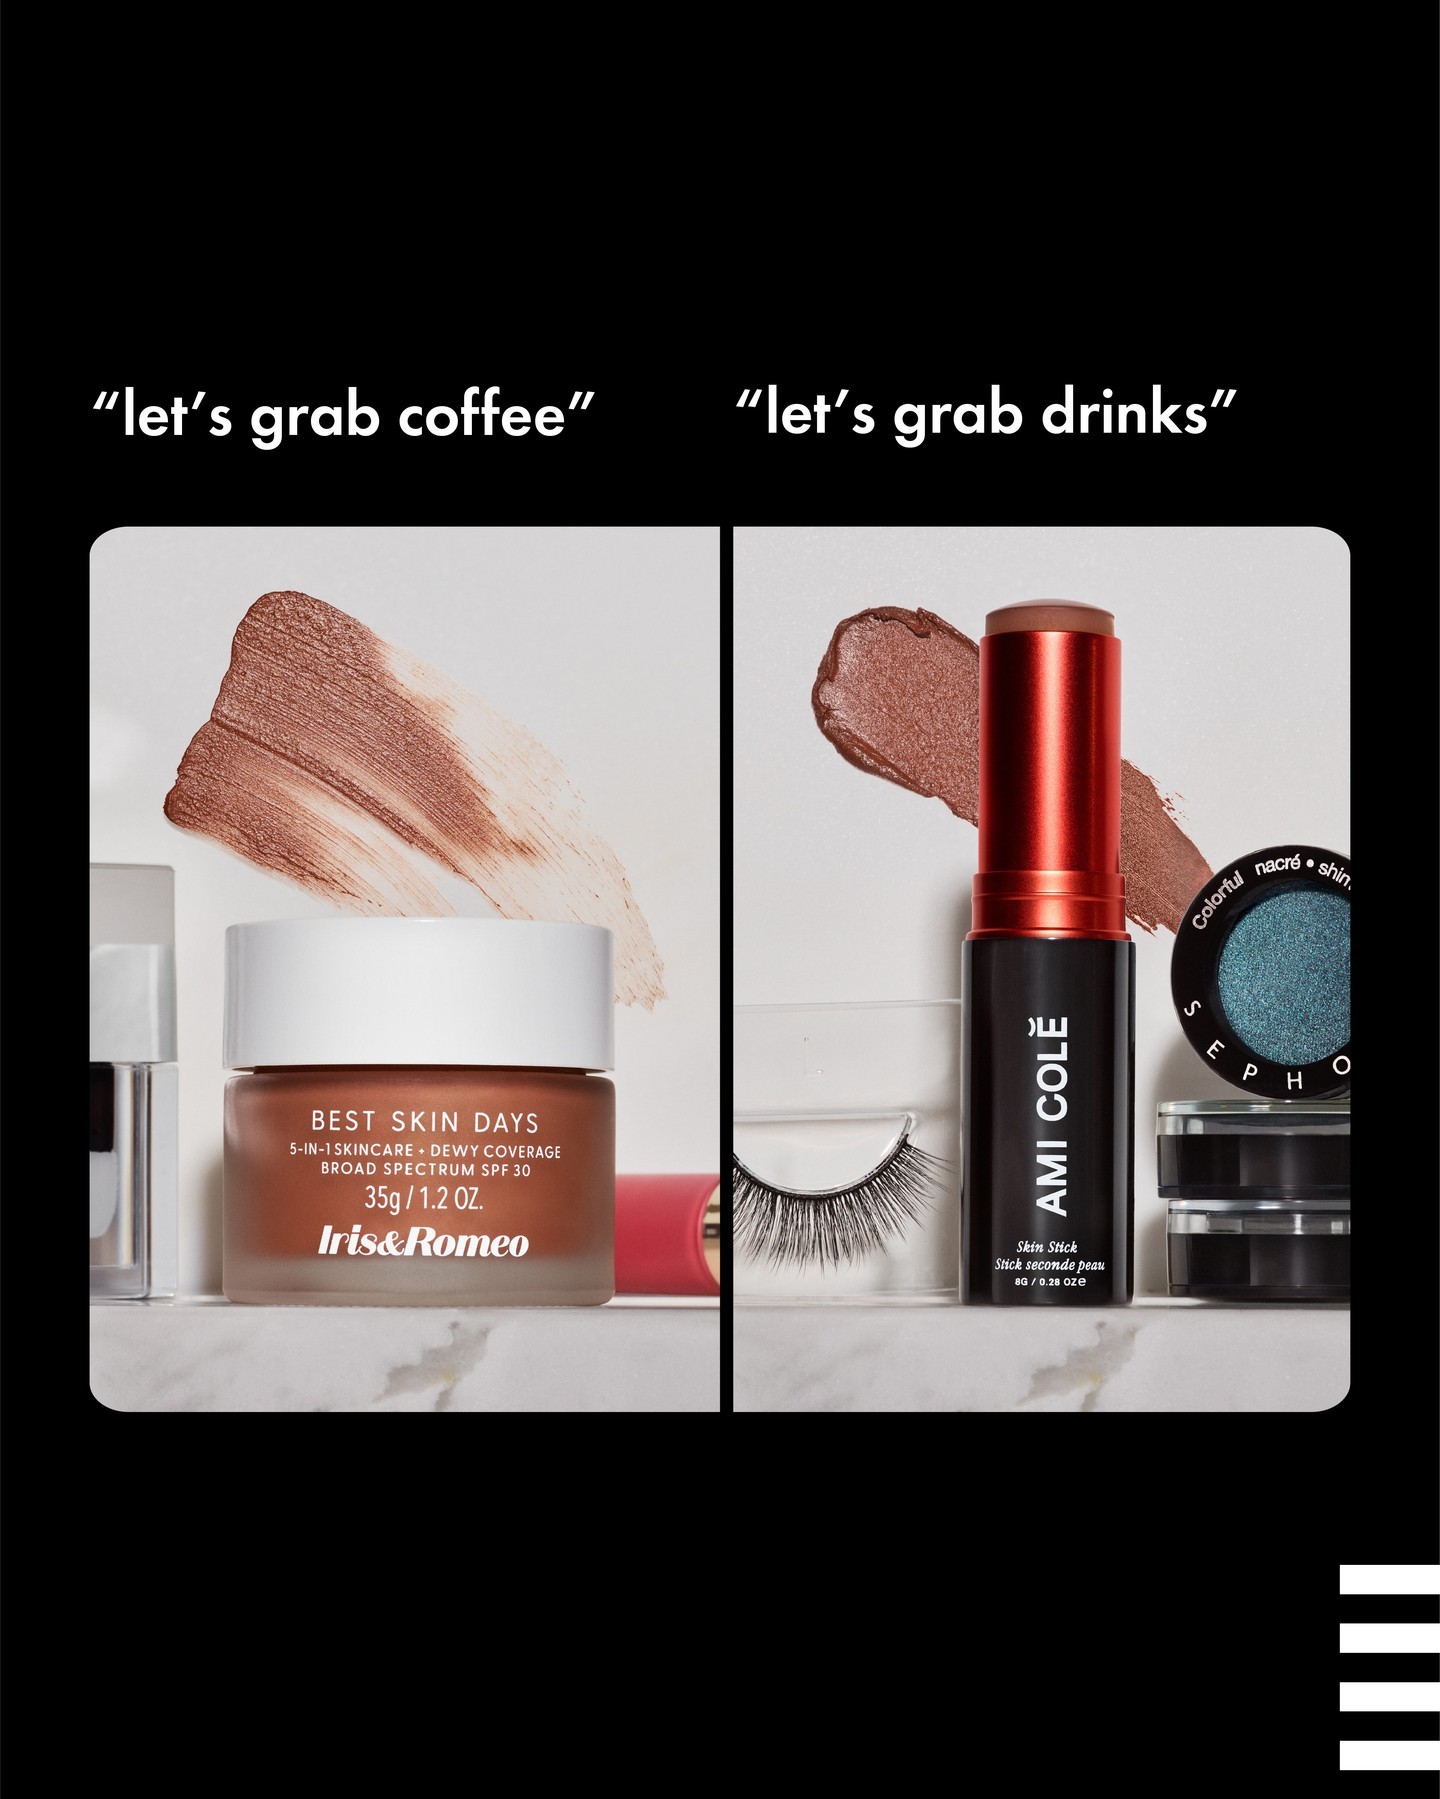 “let’s grab coffee”
“let’s grab drinks”
BEST SKIN DAYS
5-IN-1 SKINCARE + DEWY COVERAGE
BROAD SPECTRUM SPF 30
35g / 1.2 OZ.
Iris&Romeo
AMI COLĒ̆
Skin Stick
Stick seconde peau
8G / 0.28 OZ℮
Colorful nacré • shim
SEPHO